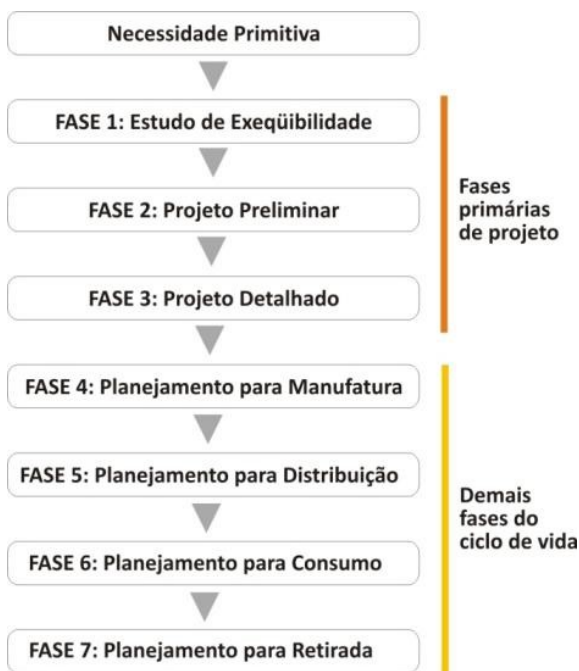 Necessidade Primitiva
FASE 1: Estudo de Exeqüibilidade
FASE 2: Projeto Preliminar
FASE 3: Projeto Detalhado
Fases
primárias
de projeto
FASE 4: Planejamento para Manufatura
FASE 5: Planejamento para Distribuição
FASE 6: Planejamento para Consumo
FASE 7: Planejamento para Retirada
Demais
fases do
ciclo de vida